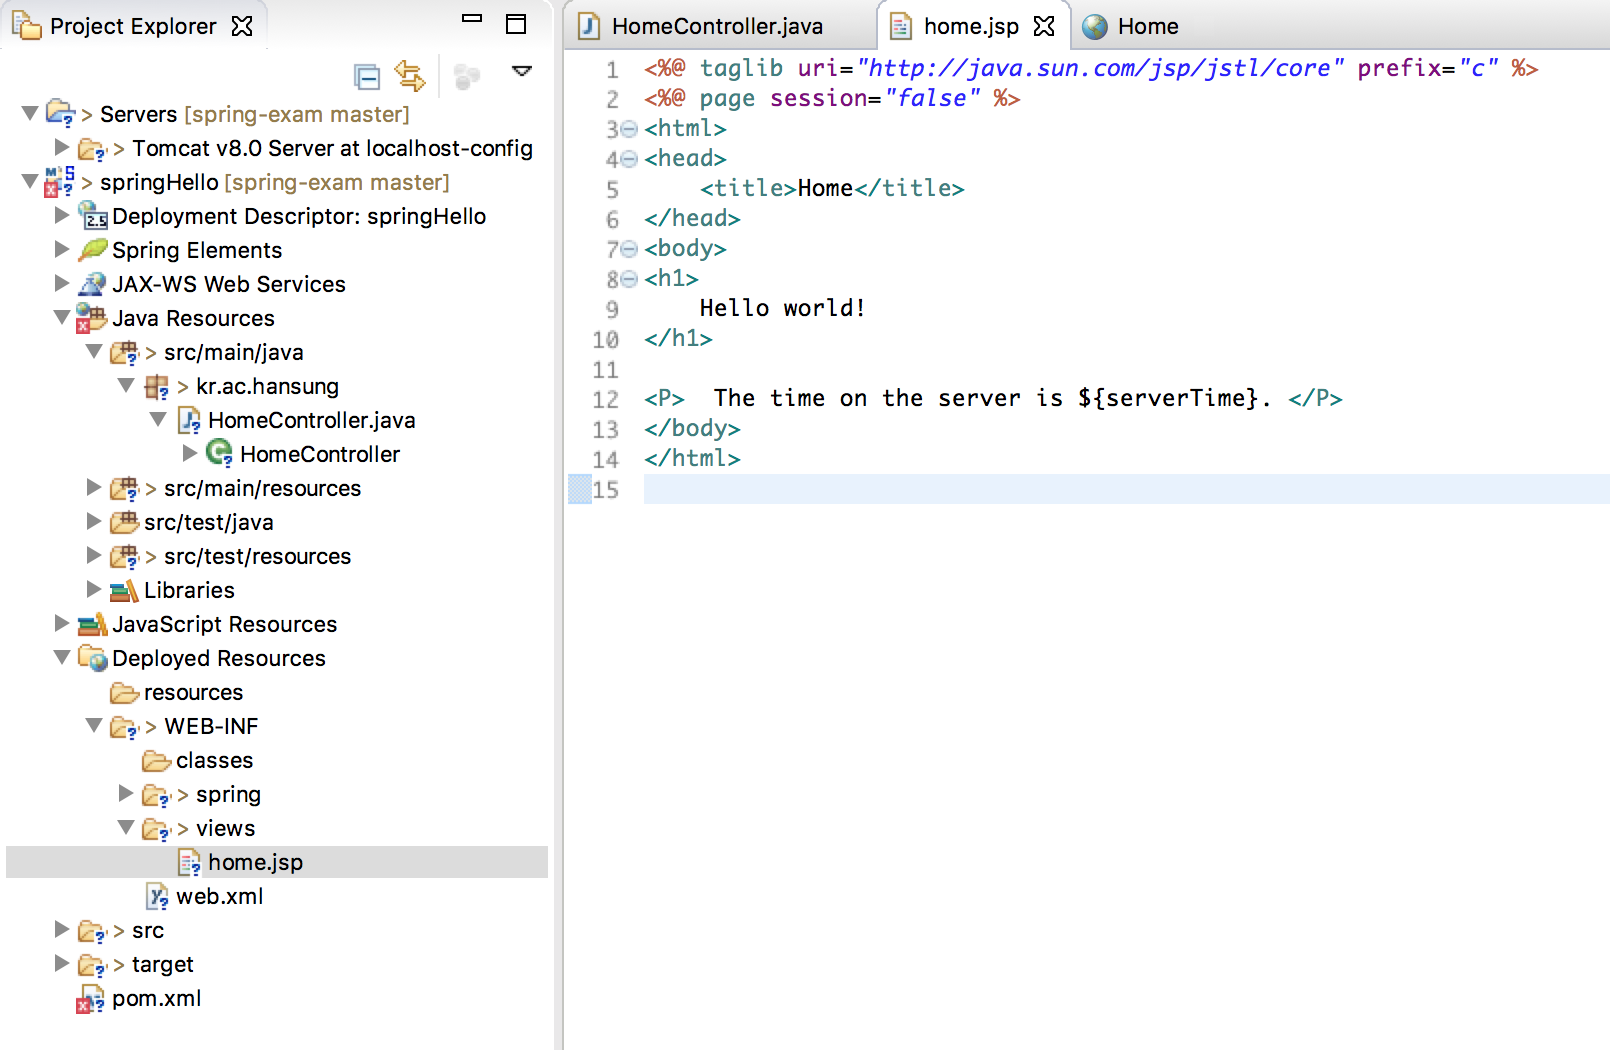 Project Explorer
> Servers [spring-exam master]
> Tomcat v8.0 Server at localhost-config
> springHello [spring-exam master]
Deployment Descriptor: springHello
Spring Elements
JAX-WS Web Services
Java Resources
> src/main/java
> kr.ac.hansung
HomeController.java
HomeController
> src/main/resources
src/test/java
> src/test/resources
Libraries
JavaScript Resources
Deployed Resources
resources
> WEB-INF
classes
> spring
> views
home.jsp
web.xml
> src
> target
pom.xml
HomeController.java home.jsp Home
1 <%@ taglib uri="http://java.sun.com/jsp/jstl/core" prefix="c" %>
2 <%@ page session="false" %>
3 <html>
4 <head>
5 <title>Home</title>
6 </head>
7 <body>
8 <h1>
9 Hello world!
10 </h1>
11
12 <P>  The time on the server is ${serverTime}. </P>
13 </body>
14 </html>
15